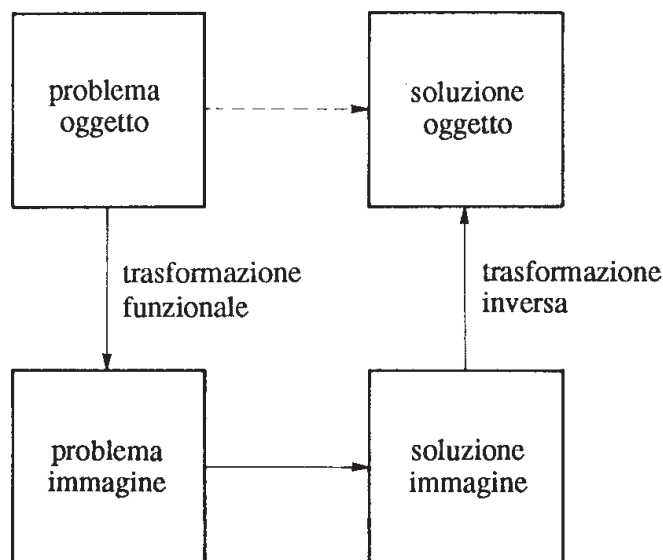 problema
oggetto
soluzione
oggetto
trasformazione
funzionale
trasformazione
inversa
problema
immagine
soluzione
immagine